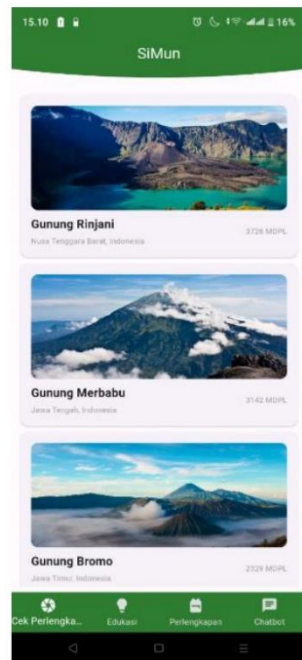 15.10
16%
SiMun
Gunung Rinjani
Nusa Tenggara Barat, Indonesia
3726 MDPL
Gunung Merbabu
Jawa Tengah, Indonesia
3142 MDPL
Gunung Bromo
Jawa Timur, Indonesia
2329 MDPL
Cek Perlengka...
Edukasi
Perlengkapan
Chatbot